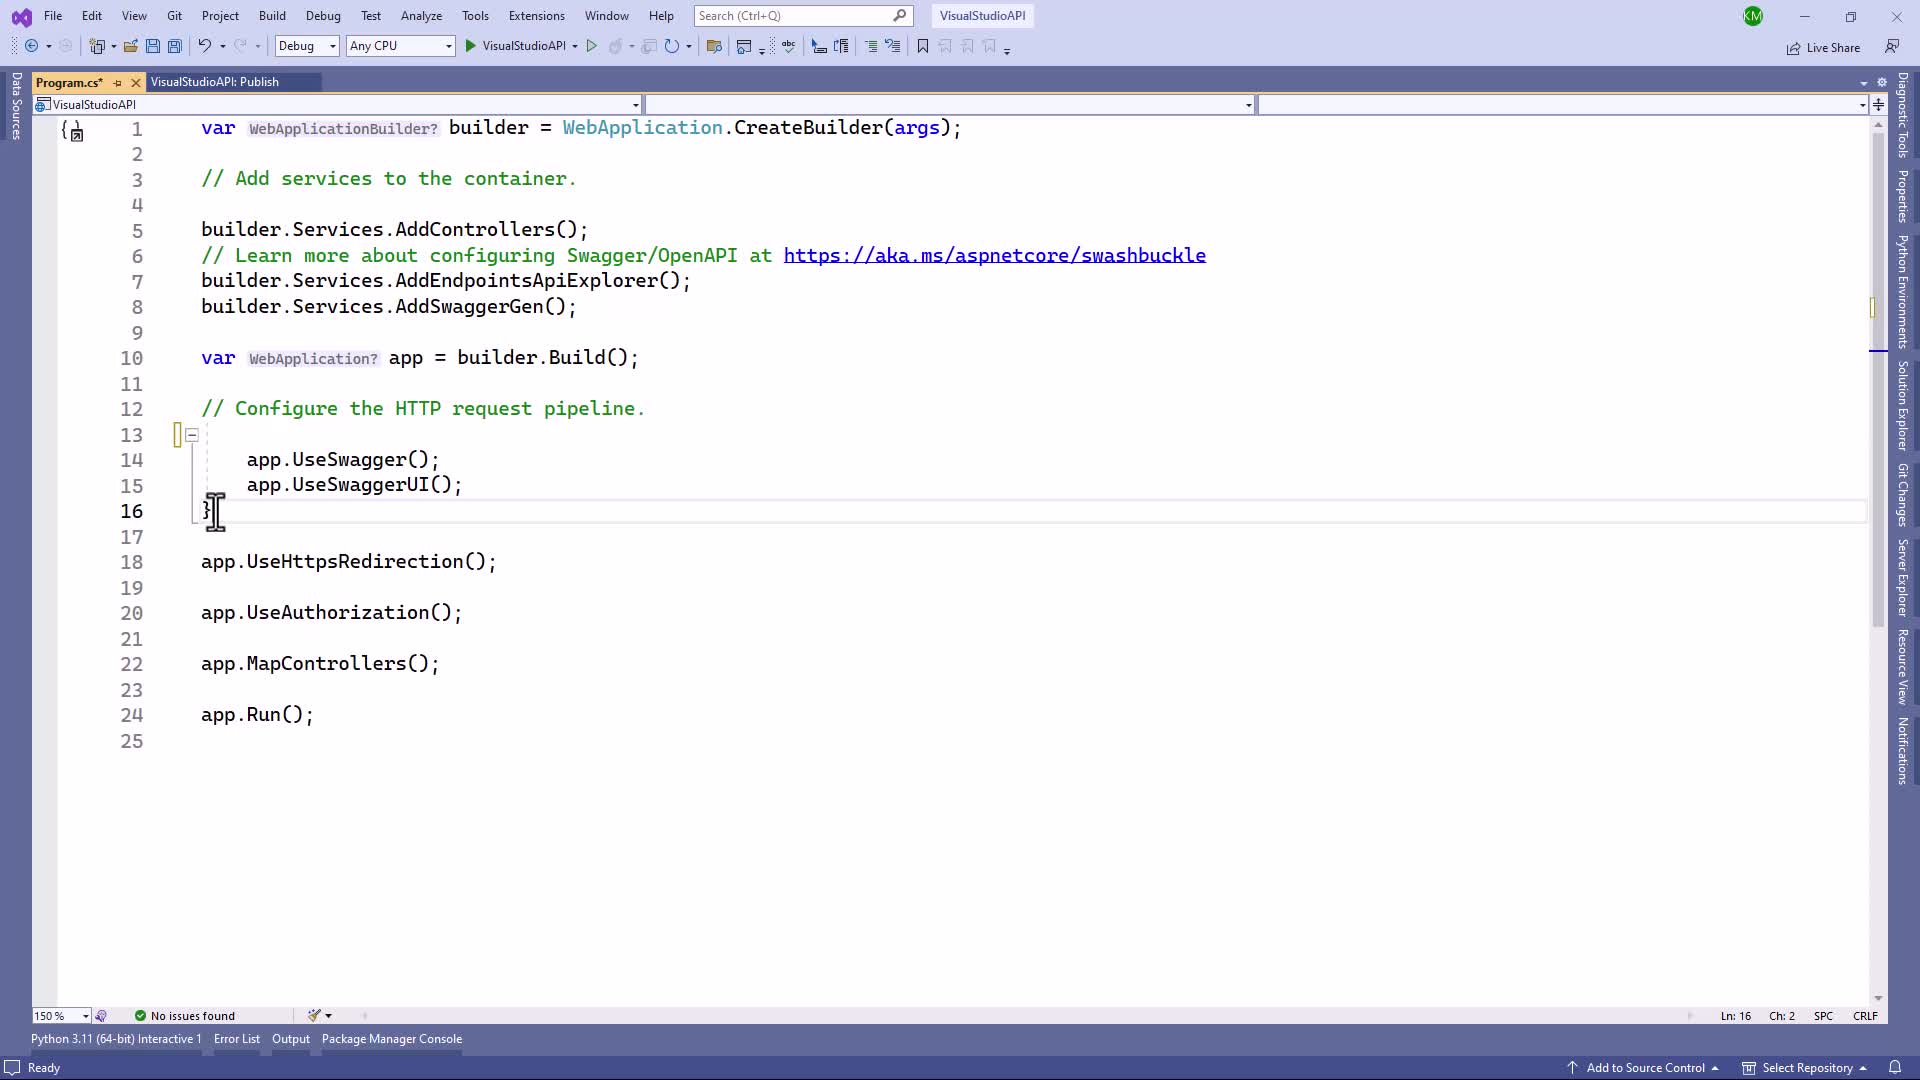 File Edit View Git Project Build Debug Test Analyze Tools Extensions Window Help Search (Ctrl+Q) VisualStudioAPI KM
Debug Any CPU VisualStudioAPI abc Live Share
Program.cs* VisualStudioAPI: Publish
VisualStudioAPI
1 var WebApplicationBuilder? builder = WebApplication.CreateBuilder(args);
2
3 // Add services to the container.
4
5 builder.Services.AddControllers();
6 // Learn more about configuring Swagger/OpenAPI at https://aka.ms/aspnetcore/swashbuckle
7 builder.Services.AddEndpointsApiExplorer();
8 builder.Services.AddSwaggerGen();
9
10 var WebApplication? app = builder.Build();
11
12 // Configure the HTTP request pipeline.
13
14 app.UseSwagger();
15 app.UseSwaggerUI();
16 }
17
18 app.UseHttpsRedirection();
19
20 app.UseAuthorization();
21
22 app.MapControllers();
23
24 app.Run();
25
Data Sources
Diagnostic Tools
Properties
Python Environments
Solution Explorer
Git Changes
Server Explorer
Resource View
Notifications
150 % No issues found Ln: 16 Ch: 2 SPC CRLF
Python 3.11 (64-bit) Interactive 1 Error List Output Package Manager Console
Ready Add to Source Control Select Repository